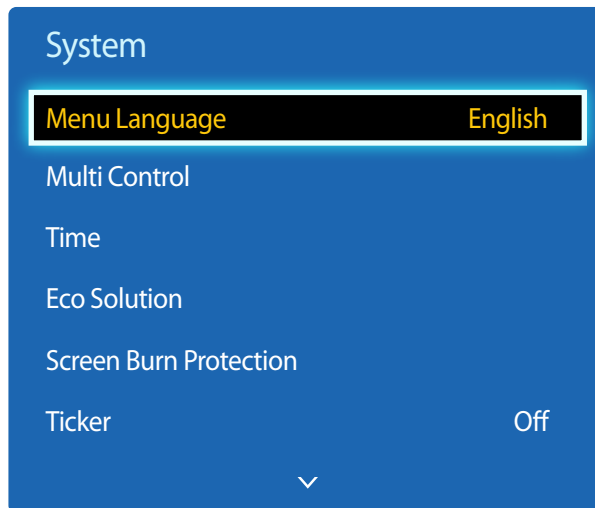 System
Menu Language English
Multi Control
Time
Eco Solution
Screen Burn Protection
Ticker Off